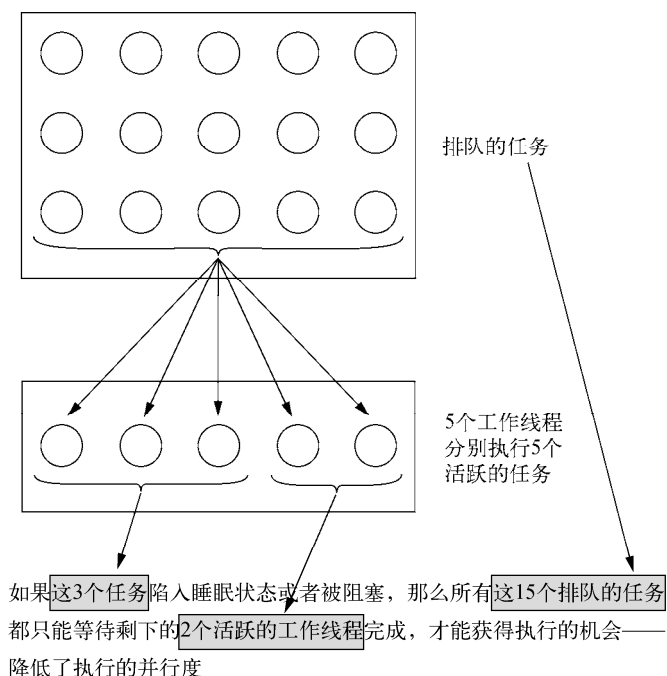 排队的任务
5个工作线程
分别执行5个
活跃的任务
如果这3个任务陷入睡眠状态或者被阻塞，那么所有这15个排队的任务
都只能等待剩下的2个活跃的工作线程完成，才能获得执行的机会——
降低了执行的并行度